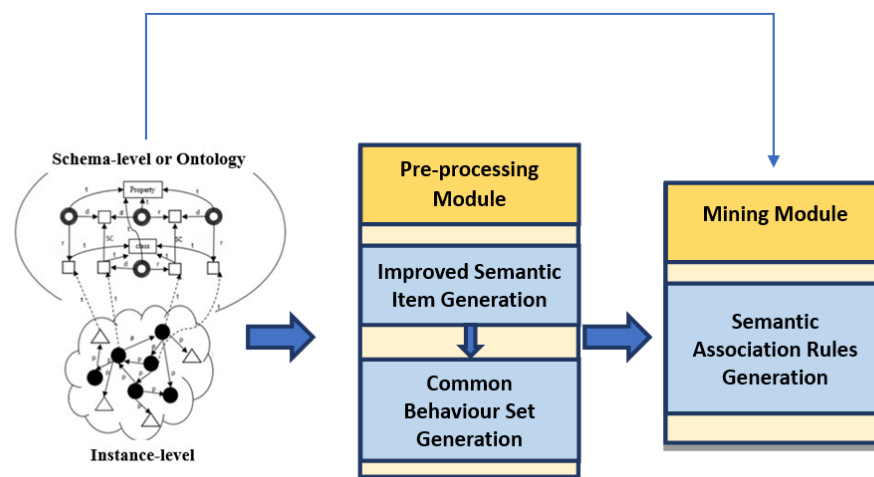 Schema-level or Ontology
t
Property
t
t
d
d
r
d
r
SC
t
SC
r
t
class
t
t
t
d
r
t
t
t
t
p
p
p
p
p
p
p
p
p
p
Instance-level
Pre-processing
Module
Improved Semantic
Item Generation
Common
Behaviour Set
Generation
Mining Module
Semantic
Association Rules
Generation